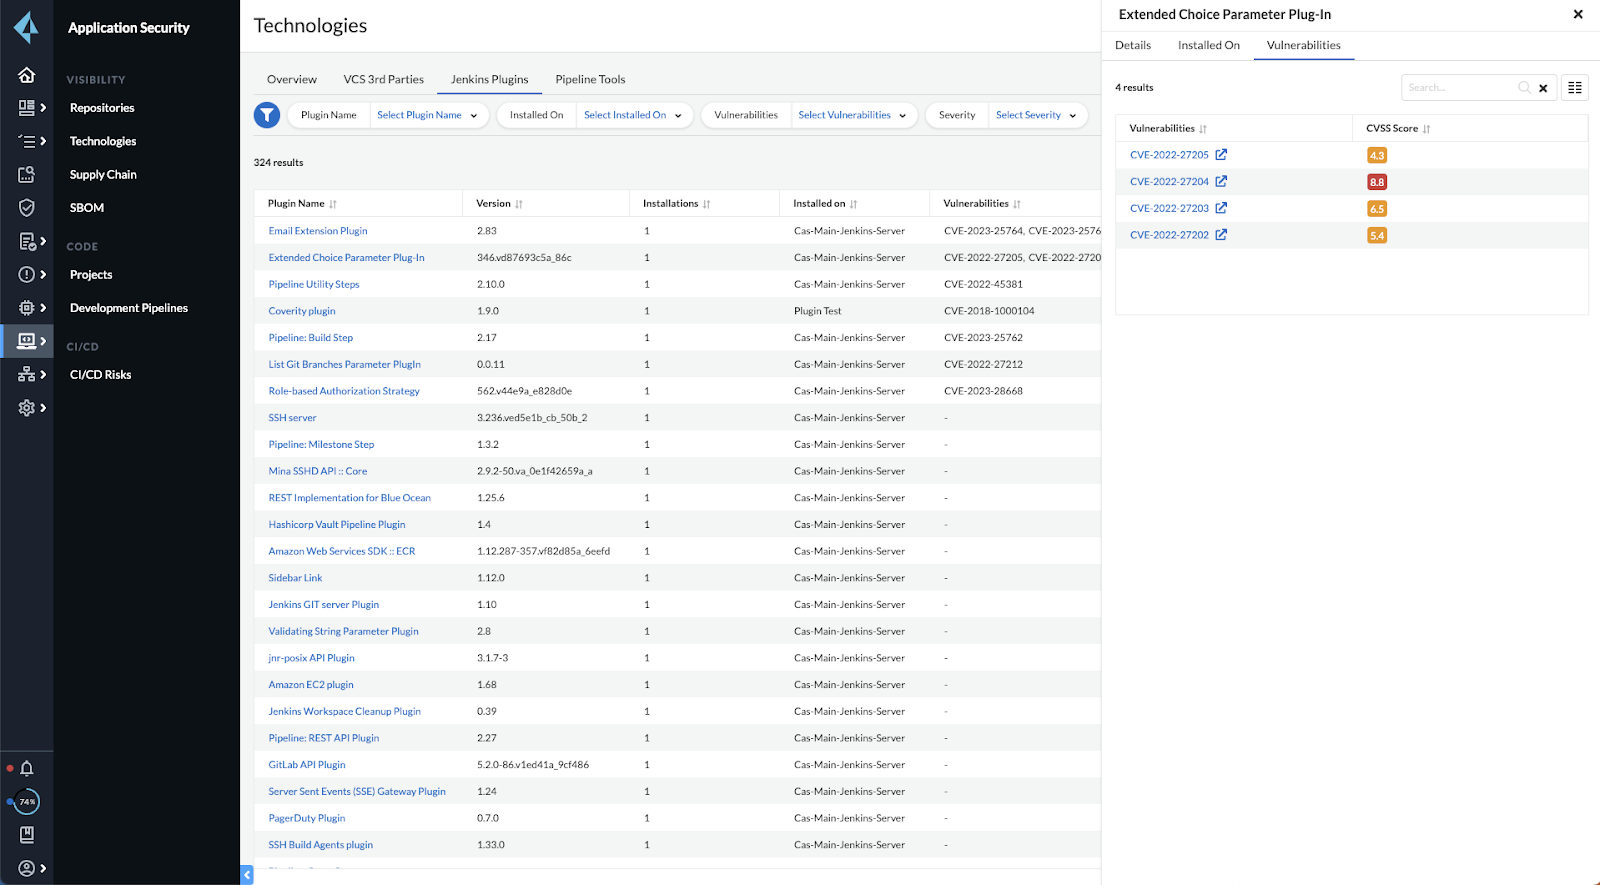 Application Security
VISIBILITY
Repositories
Technologies
Supply Chain
SBOM
CODE
Projects
Development Pipelines
CI/CD
CI/CD Risks
74%
Technologies
Overview VCS 3rd Parties Jenkins Plugins Pipeline Tools
Plugin Name Select Plugin Name Installed On Select Installed On Vulnerabilities Select Vulnerabilities Severity Select Severity
324 results
Plugin Name Version Installations Installed on Vulnerabilities
Email Extension Plugin 2.83 1 Cas-Main-Jenkins-Server CVE-2023-25764, CVE-2023-2576
Extended Choice Parameter Plug-In 346.vd87693c5a_86c 1 Cas-Main-Jenkins-Server CVE-2022-27205, CVE-2022-2720
Pipeline Utility Steps 2.10.0 1 Cas-Main-Jenkins-Server CVE-2022-45381
Coverity plugin 1.9.0 1 Plugin Test CVE-2018-1000104
Pipeline: Build Step 2.17 1 Cas-Main-Jenkins-Server CVE-2023-25762
List Git Branches Parameter PlugIn 0.0.11 1 Cas-Main-Jenkins-Server CVE-2022-27212
Role-based Authorization Strategy 562.v44e9a_e828d0e 1 Cas-Main-Jenkins-Server CVE-2023-28668
SSH server 3.236.ved5e1b_cb_50b_2 1 Cas-Main-Jenkins-Server -
Pipeline: Milestone Step 1.3.2 1 Cas-Main-Jenkins-Server -
Mina SSHD API :: Core 2.9.2-50.va_0e1f42659a_a 1 Cas-Main-Jenkins-Server -
REST Implementation for Blue Ocean 1.25.6 1 Cas-Main-Jenkins-Server -
Hashicorp Vault Pipeline Plugin 1.4 1 Cas-Main-Jenkins-Server -
Amazon Web Services SDK :: ECR 1.12.287-357.vf82d85a_6eefd 1 Cas-Main-Jenkins-Server -
Sidebar Link 1.12.0 1 Cas-Main-Jenkins-Server -
Jenkins GIT server Plugin 1.10 1 Cas-Main-Jenkins-Server -
Validating String Parameter Plugin 2.8 1 Cas-Main-Jenkins-Server -
jnr-posix API Plugin 3.1.7-3 1 Cas-Main-Jenkins-Server -
Amazon EC2 plugin 1.68 1 Cas-Main-Jenkins-Server -
Jenkins Workspace Cleanup Plugin 0.39 1 Cas-Main-Jenkins-Server -
Pipeline: REST API Plugin 2.27 1 Cas-Main-Jenkins-Server -
GitLab API Plugin 5.2.0-86.v1ed41a_9cf486 1 Cas-Main-Jenkins-Server -
Server Sent Events (SSE) Gateway Plugin 1.24 1 Cas-Main-Jenkins-Server -
PagerDuty Plugin 0.7.0 1 Cas-Main-Jenkins-Server -
SSH Build Agents plugin 1.33.0 1 Cas-Main-Jenkins-Server -
Extended Choice Parameter Plug-In
Details Installed On Vulnerabilities
4 results
Search...
Vulnerabilities CVSS Score
CVE-2022-27205 4.3
CVE-2022-27204 8.8
CVE-2022-27203 6.5
CVE-2022-27202 5.4